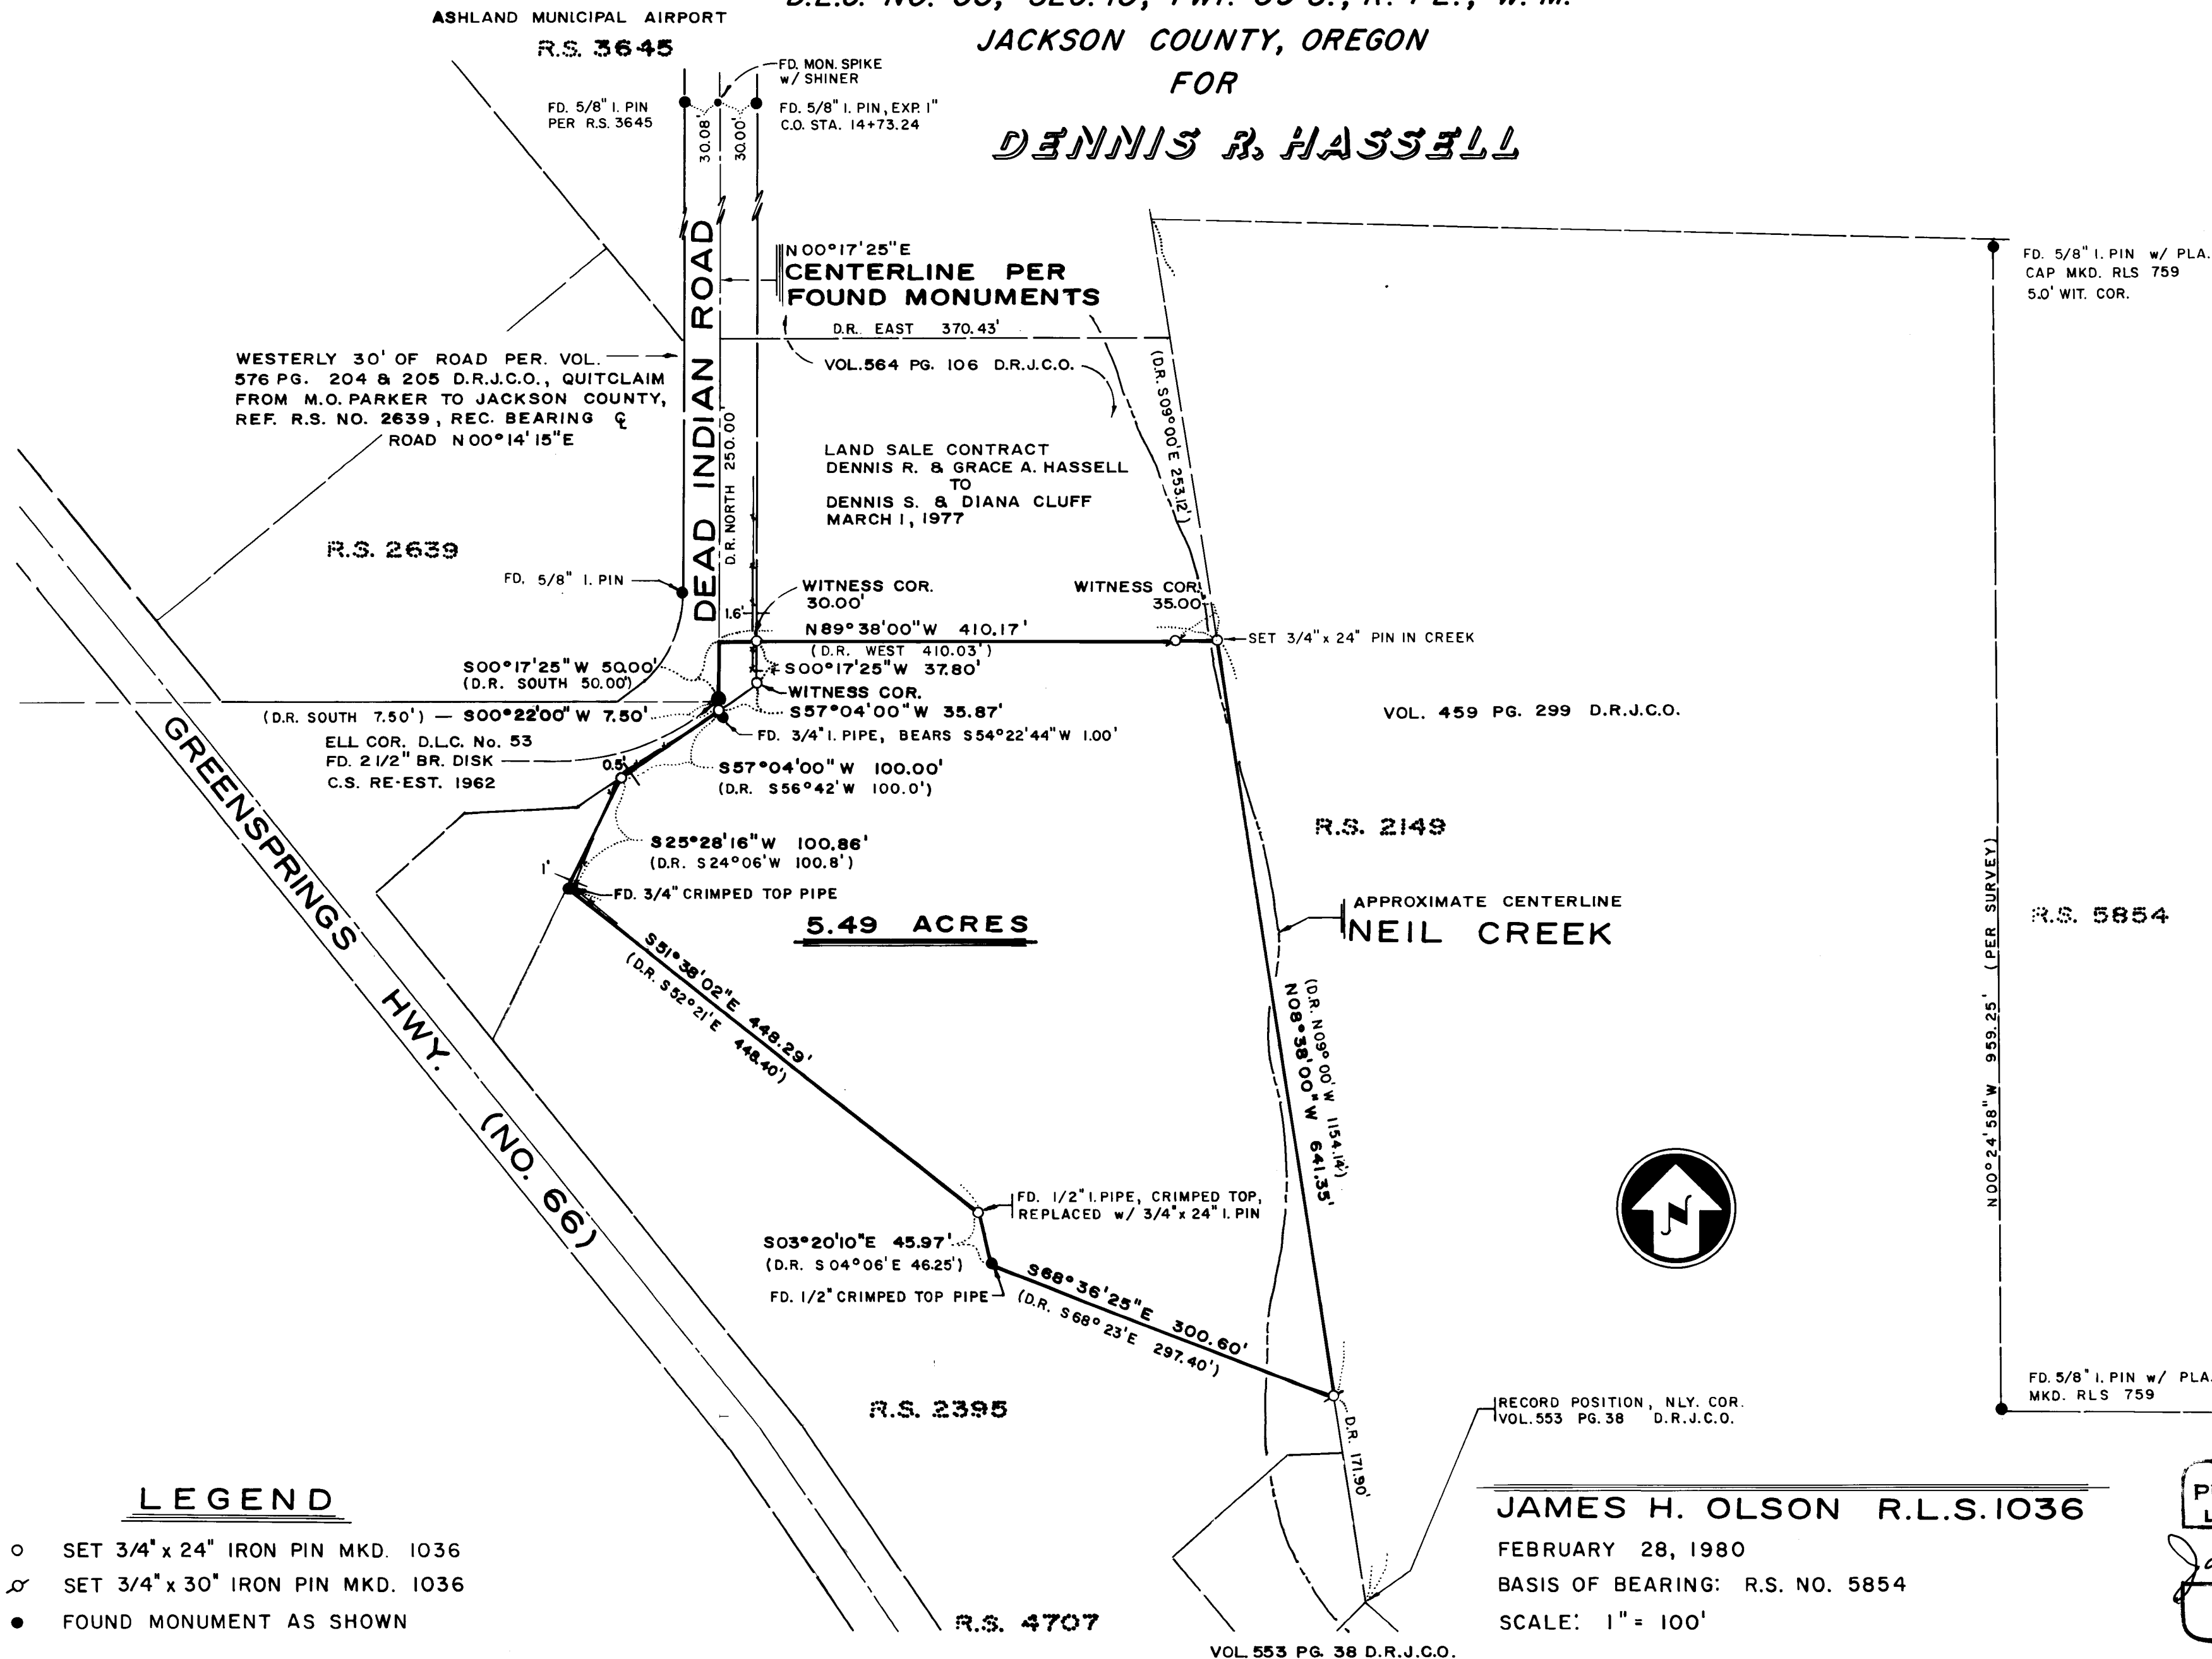 ASHLAND MUNICIPAL AIRPORT
R.S. 3645
JACKSON COUNTY, OREGON
FOR
DENNIS R. HASSELL
FD. MON. SPIKE
W/ SHINER
FD. 5/8" I. PIN
PER R.S. 3645
FD. 5/8" I. PIN, EXP. 1"
C.O. STA. 14+73.24
30.08'
30.00'
N00°17'25"E
CENTERLINE PER
FOUND MONUMENTS
D.R. EAST 370.43'
VOL.564 PG. 106 D.R.J.C.O.
FD. 5/8" I. PIN w/ PLA.
CAP MKD. RLS 759
5.0' WIT. COR.
WESTERLY 30' OF ROAD PER. VOL.
576 PG. 204 & 205 D.R.J.C.O., QUITCLAIM
FROM M.O. PARKER TO JACKSON COUNTY,
REF. R.S. NO. 2639, REC. BEARING ℄
ROAD N00°14'15"E
DEAD INDIAN ROAD
D.R. NORTH 250.00'
(D.R. S09°00'E 253.12')
LAND SALE CONTRACT
DENNIS R. & GRACE A. HASSELL
TO
DENNIS S. & DIANA CLUFF
MARCH 1, 1977
R.S. 2639
FD. 5/8" I. PIN
1.6'
WITNESS COR.
30.00'
WITNESS COR.
35.00'
N89°38'00"W 410.17'
(D.R. WEST 410.03')
SET 3/4" x 24" PIN IN CREEK
S00°17'25"W 50.00'
(D.R. SOUTH 50.00')
S00°17'25"W 37.80'
WITNESS COR.
S57°04'00"W 35.87'
(D.R. SOUTH 7.50') — S00°22'00"W 7.50'
FD. 3/4" I. PIPE, BEARS S54°22'44"W 1.00'
ELL COR. D.L.C. No. 53
FD. 2 1/2" BR. DISK
C.S. RE-EST. 1962
0.5'
S57°04'00"W 100.00'
(D.R. S56°42'W 100.0')
VOL. 459 PG. 299 D.R.J.C.O.
R.S. 2149
S25°28'16"W 100.86'
(D.R. S24°06'W 100.8')
1'
FD. 3/4" CRIMPED TOP PIPE
5.49 ACRES
APPROXIMATE CENTERLINE
NEIL CREEK
R.S. 5854
N00°24'58"W 959.25' (PER SURVEY)
GREENSPRINGS HWY. (NO. 66)
S51°38'02"E 448.29'
(D.R. S52°21'E 448.40')
(D.R. N09°00'W 1154.14')
N08°38'00"W 641.35'
FD. 1/2" I. PIPE, CRIMPED TOP,
REPLACED w/ 3/4" x 24" I. PIN
S03°20'10"E 45.97'
(D.R. S04°06'E 46.25')
FD. 1/2" CRIMPED TOP PIPE
S68°36'25"E 300.60'
(D.R. S68°23'E 297.40')
N
R.S. 2395
D.R. 171.90'
RECORD POSITION, NLY. COR.
VOL.553 PG.38 D.R.J.C.O.
FD. 5/8" I. PIN w/ PLA.
MKD. RLS 759
LEGEND
SET 3/4" x 24" IRON PIN MKD. 1036
SET 3/4" x 30" IRON PIN MKD. 1036
FOUND MONUMENT AS SHOWN
R.S. 4707
VOL. 553 PG. 38 D.R.J.C.O.
JAMES H. OLSON R.L.S. 1036
FEBRUARY 28, 1980
BASIS OF BEARING: R.S. NO. 5854
SCALE: 1" = 100'